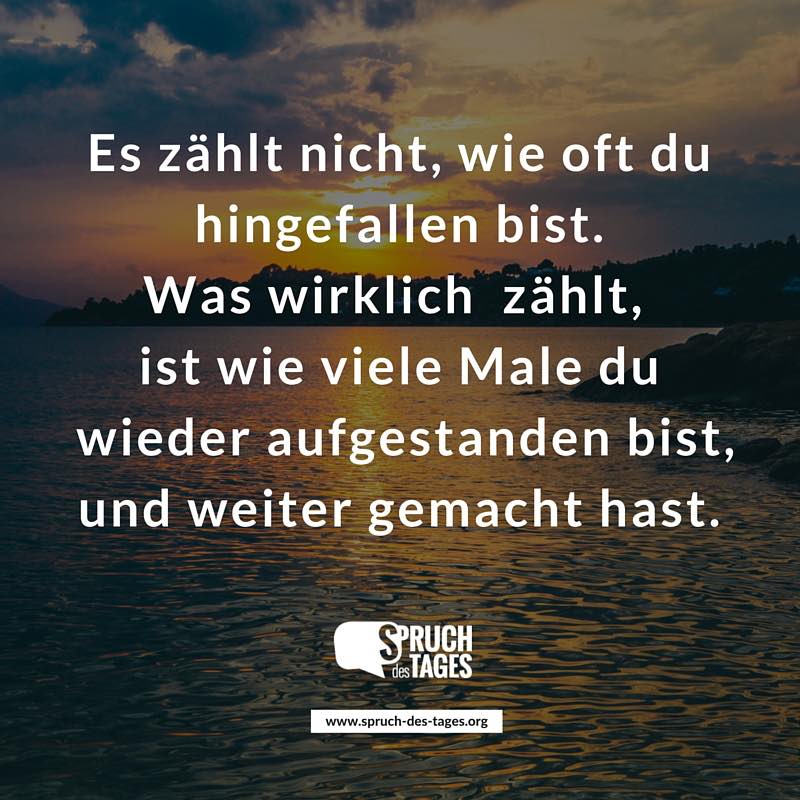 Es zählt nicht, wie oft du
hingefallen bist.
Was wirklich zählt,
ist wie viele Male du
wieder aufgestanden bist,
und weiter gemacht hast.
SPRUCH
des TAGES
www.spruch-des-tages.org